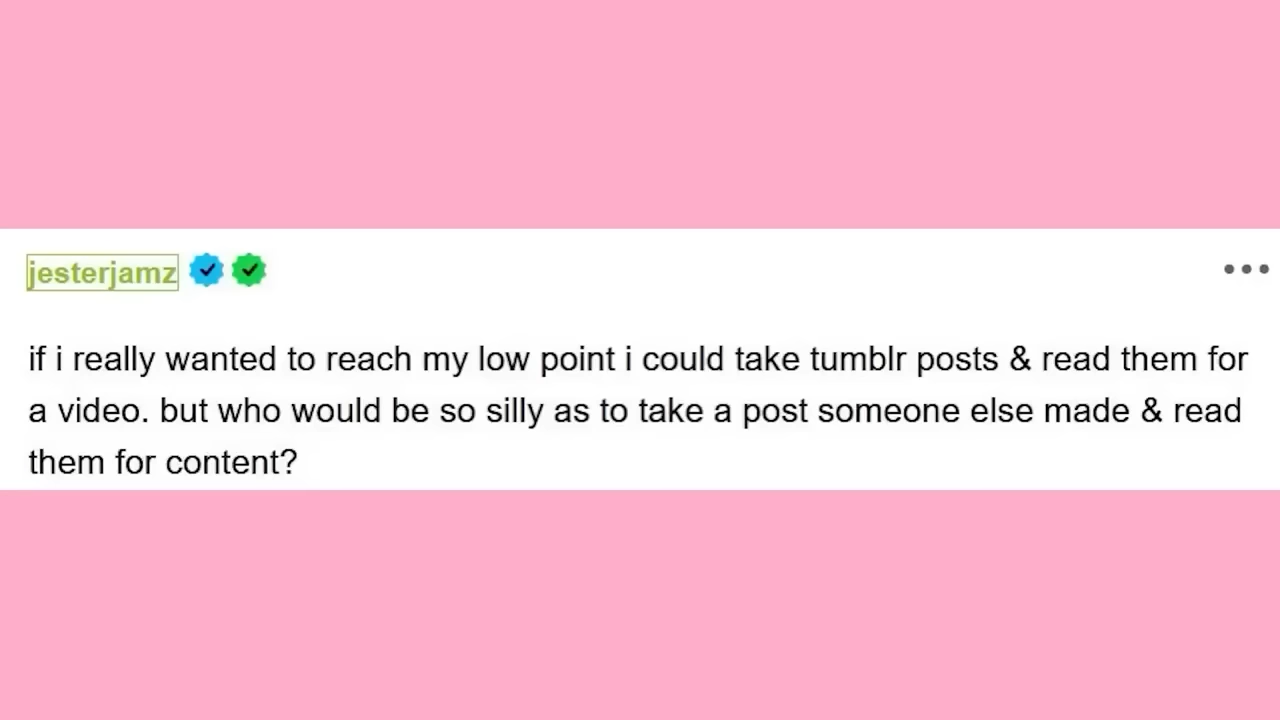 jesterjamz
if i really wanted to reach my low point i could take tumblr posts & read them for
a video. but who would be so silly as to take a post someone else made & read
them for content?